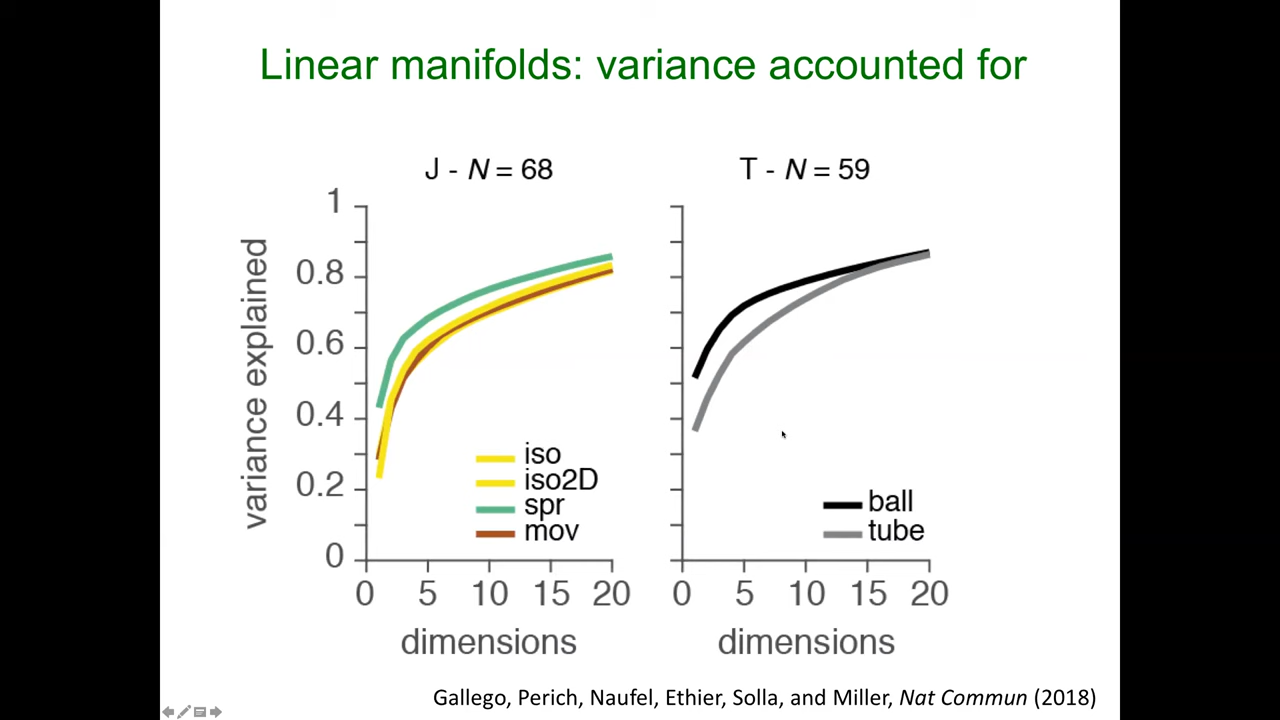 Linear manifolds: variance accounted for
J - N = 68
T - N = 59
variance explained
1
0.8
0.6
0.4
0.2
0
iso
iso2D
spr
mov
ball
tube
0 5 10 15 20
0 5 10 15 20
dimensions
dimensions
Gallego, Perich, Naufel, Ethier, Solla, and Miller, Nat Commun (2018)